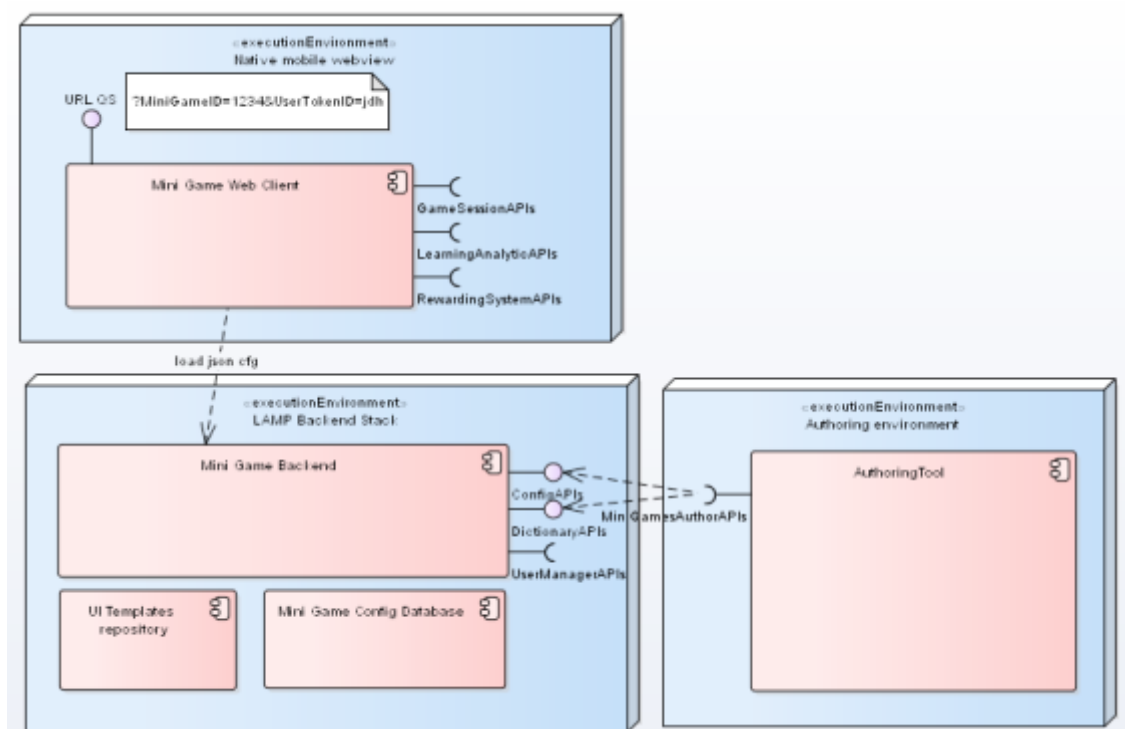 «executionEnvironment»
Native mobile webview
URL QS
?MiniGameID=1234&UserTokenID=jdh
Mini Game Web Client
GameSessionAPIs
LearningAnalyticAPIs
RewardingSystemAPIs
load json cfg
«executionEnvironment»
LAMP Backend Stack
«executionEnvironment»
Authoring environment
Mini Game Backend
AuthoringTool
ConfigAPIs
MiniGamesAuthorAPIs
DictionaryAPIs
UserManagerAPIs
UI Templates
repository
Mini Game Config Database